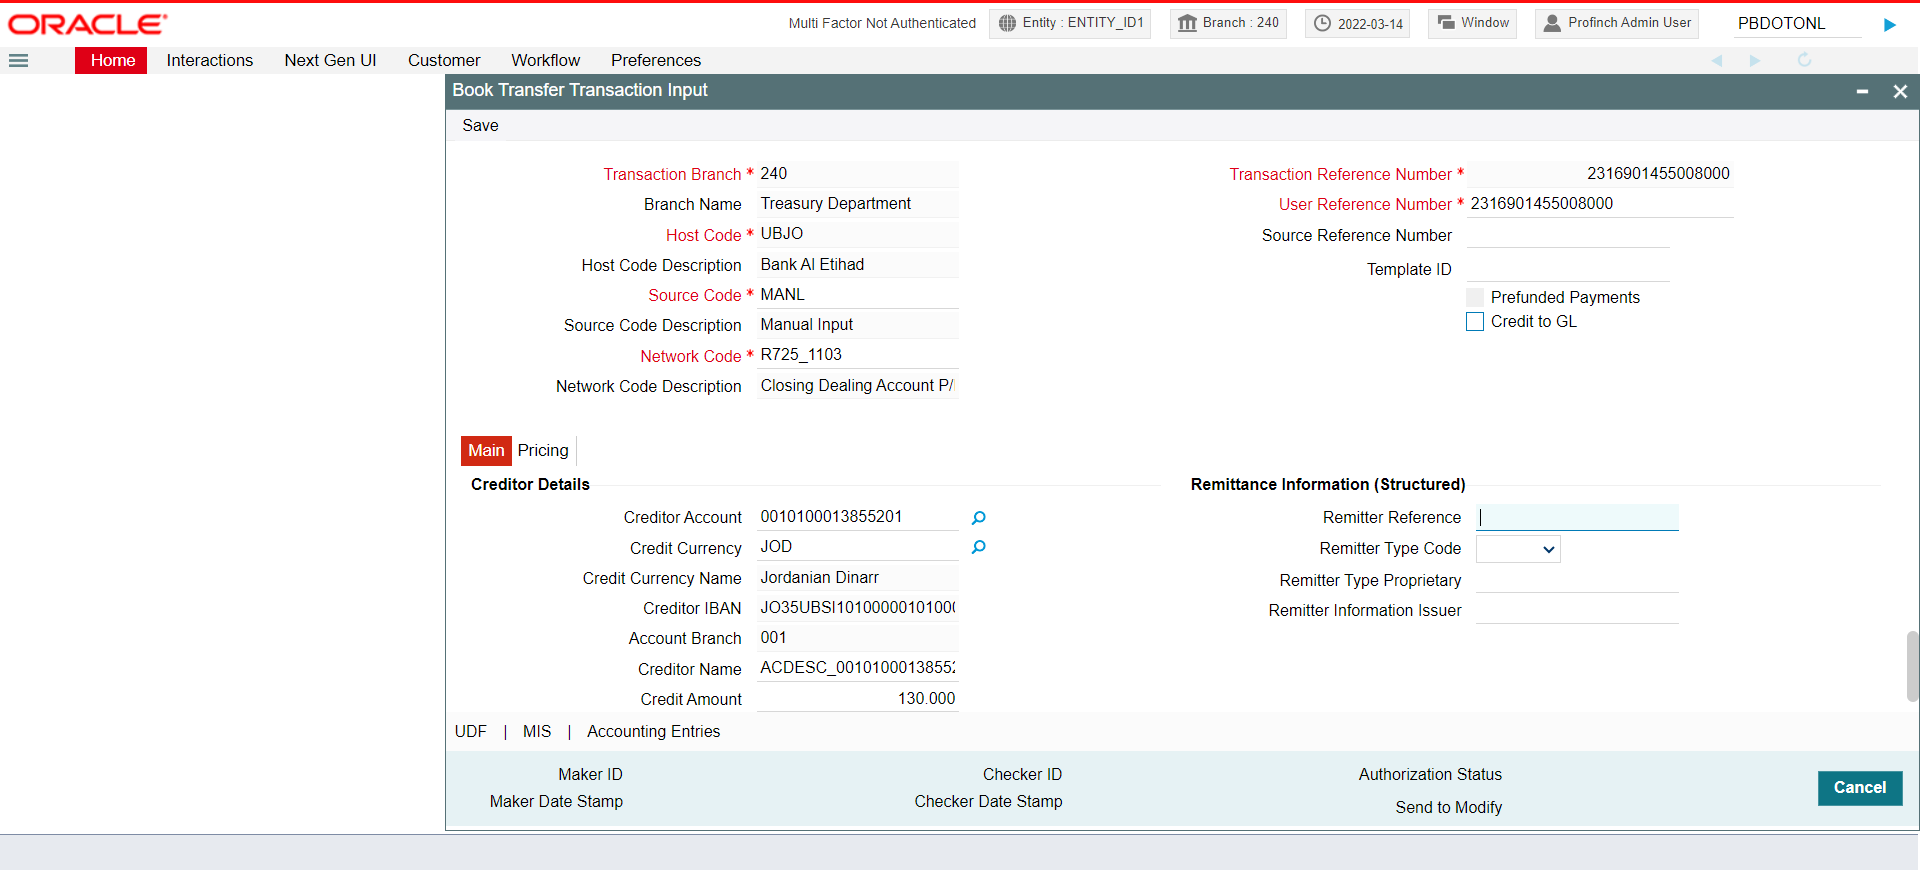 ORACLE
Multi Factor Not Authenticated
Entity : ENTITY_ID1
Branch : 240
2022-03-14
Window
Profinch Admin User
PBDOTONL
Home
Interactions
Next Gen UI
Customer
Workflow
Preferences
Book Transfer Transaction Input
Save
Transaction Branch * 240
Branch Name Treasury Department
Host Code * UBJO
Host Code Description Bank Al Etihad
Source Code * MANL
Source Code Description Manual Input
Network Code * R725_1103
Network Code Description Closing Dealing Account P/
Transaction Reference Number * 2316901455008000
User Reference Number * 2316901455008000
Source Reference Number
Template ID
Prefunded Payments
Credit to GL
Main
Pricing
Creditor Details
Creditor Account 0010100013855201
Credit Currency JOD
Credit Currency Name Jordanian Dinarr
Creditor IBAN JO35UBSI1010000010100(
Account Branch 001
Creditor Name ACDESC_0010100013855
Credit Amount 130.000
Remittance Information (Structured)
Remitter Reference
Remitter Type Code
Remitter Type Proprietary
Remitter Information Issuer
UDF | MIS | Accounting Entries
Maker ID
Maker Date Stamp
Checker ID
Checker Date Stamp
Authorization Status
Send to Modify
Cancel